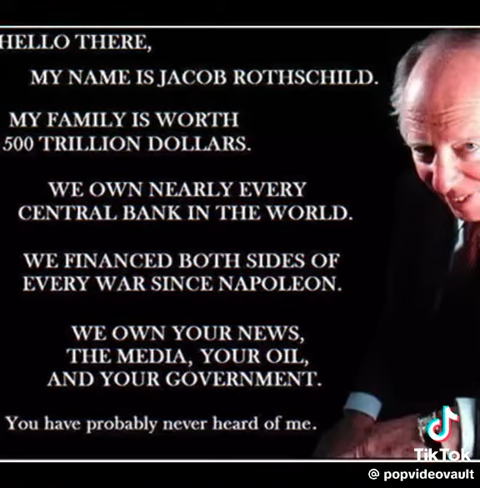 HELLO THERE,
MY NAME IS JACOB ROTHSCHILD.
MY FAMILY IS WORTH
500 TRILLION DOLLARS.
WE OWN NEARLY EVERY
CENTRAL BANK IN THE WORLD.
WE FINANCED BOTH SIDES OF
EVERY WAR SINCE NAPOLEON.
WE OWN YOUR NEWS,
THE MEDIA, YOUR OIL,
AND YOUR GOVERNMENT.
You have probably never heard of me.
TikTok
@ popvideovault